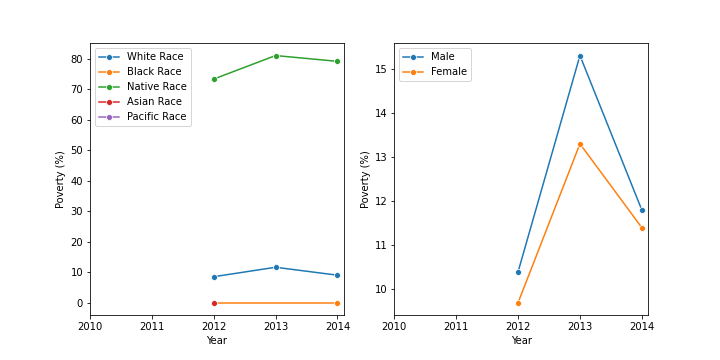 White Race
Black Race
Native Race
Asian Race
Pacific Race
80
70
60
50
40
30
20
10
0
Poverty (%)
2010 2011 2012 2013 2014
Year
Male
Female
15
14
13
12
11
10
Poverty (%)
2010 2011 2012 2013 2014
Year